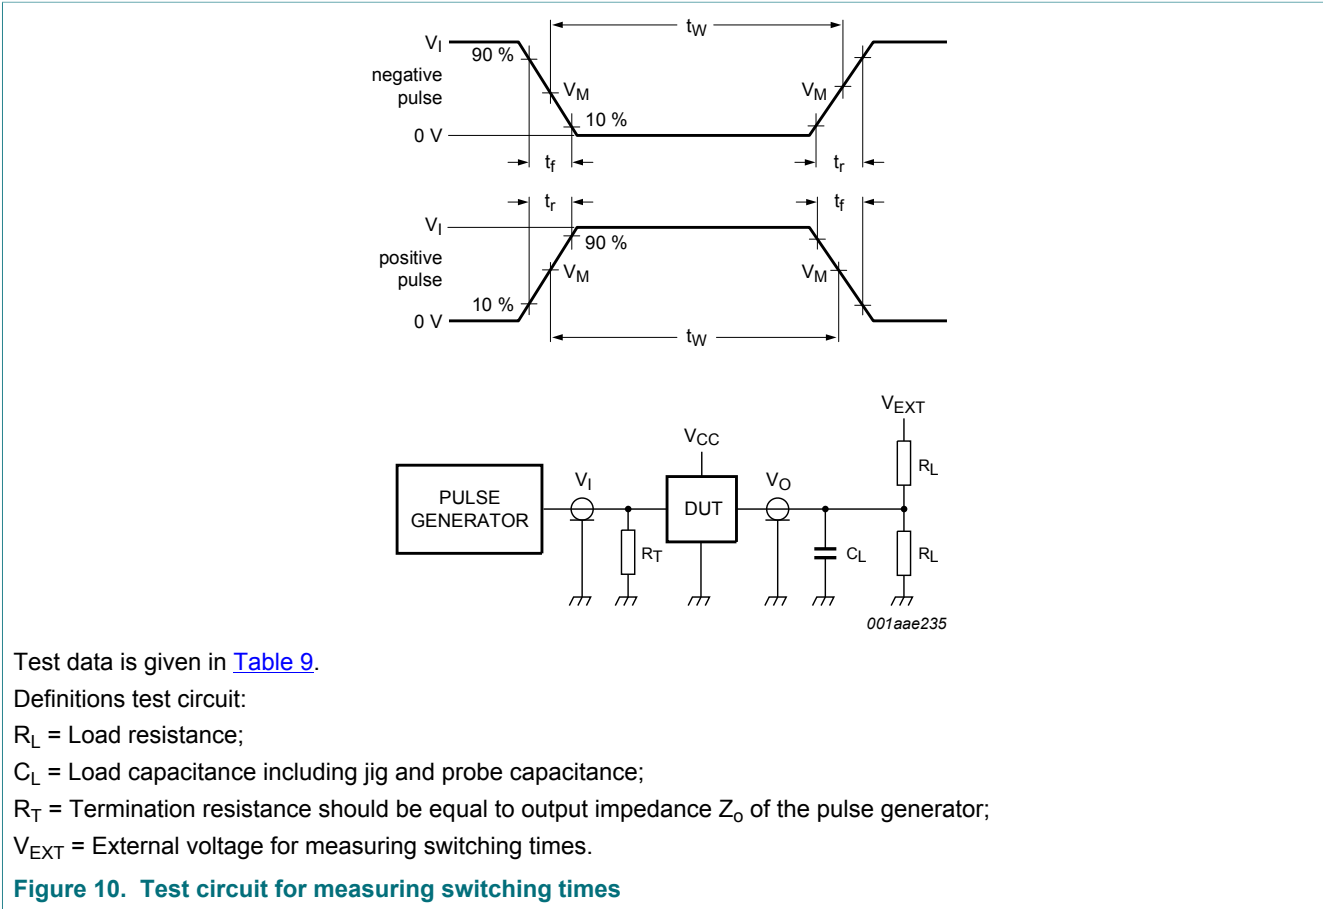 tW
VI
90 %
negative
pulse
VM
VM
10 %
0 V
tf
tr
tr
tf
VI
90 %
positive
pulse
VM
VM
10 %
0 V
tW
VEXT
VCC
RL
VI
VO
PULSE
GENERATOR
DUT
RT
CL
RL
001aae235
Test data is given in Table 9.
Definitions test circuit:
RL = Load resistance;
CL = Load capacitance including jig and probe capacitance;
RT = Termination resistance should be equal to output impedance Zo of the pulse generator;
VEXT = External voltage for measuring switching times.
Figure 10. Test circuit for measuring switching times